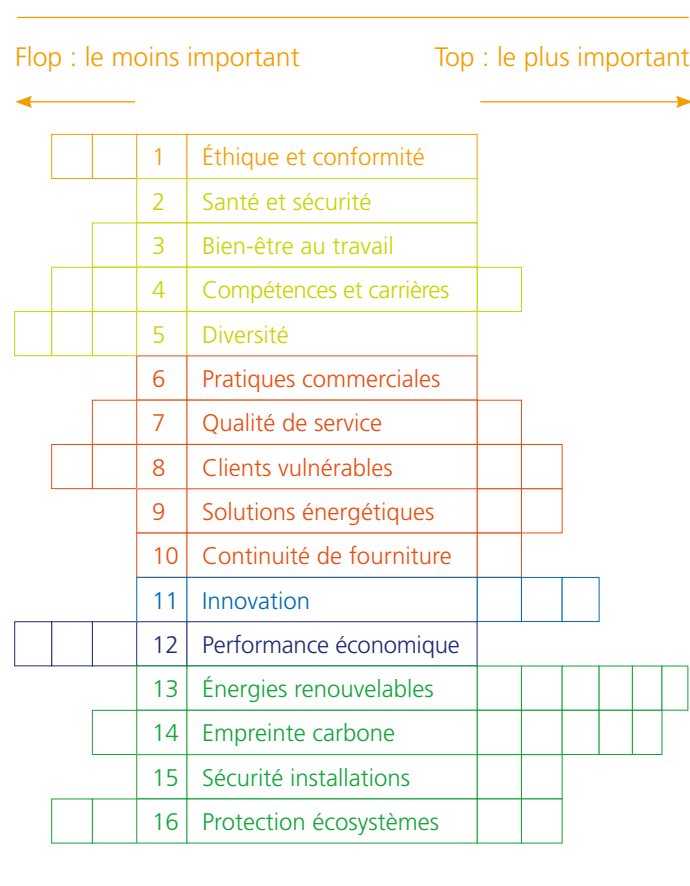 Flop : le moins important Top : le plus important
1 Éthique et conformité
2 Santé et sécurité
3 Bien-être au travail
4 Compétences et carrières
5 Diversité
6 Pratiques commerciales
7 Qualité de service
8 Clients vulnérables
9 Solutions énergétiques
10 Continuité de fourniture
11 Innovation
12 Performance économique
13 Énergies renouvelables
14 Empreinte carbone
15 Sécurité installations
16 Protection écosystèmes